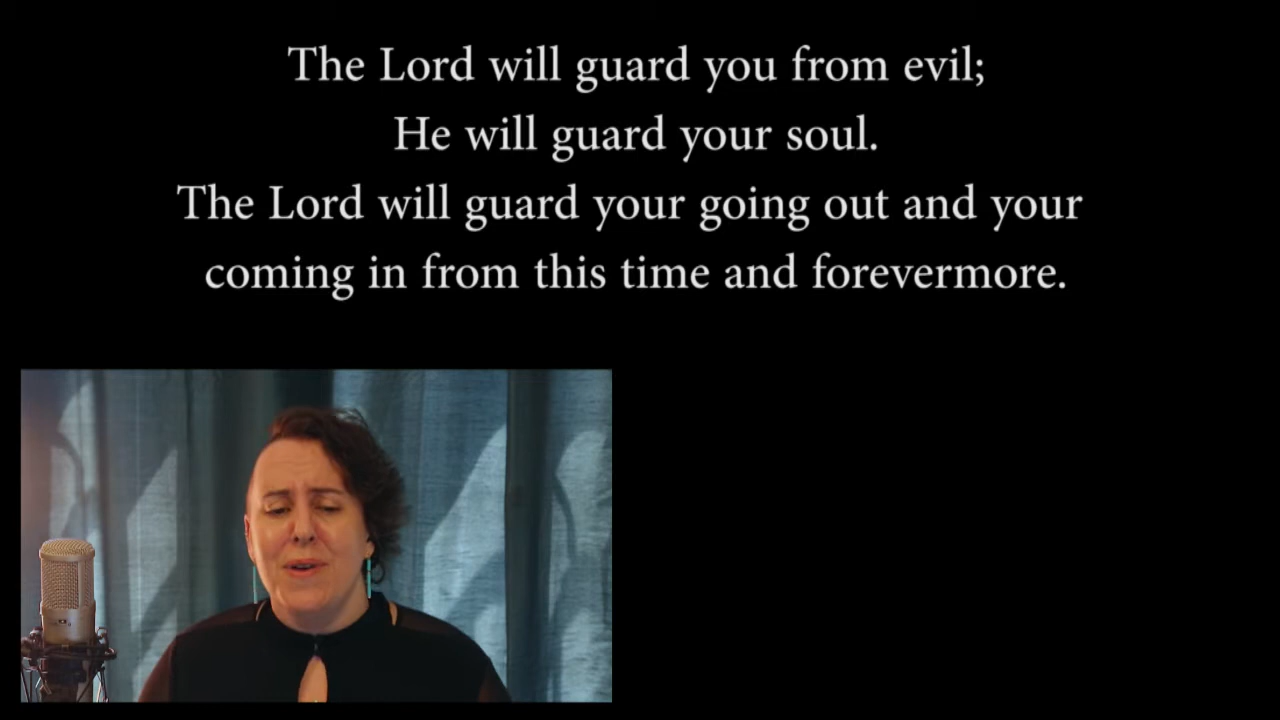 The Lord will guard you from evil;
He will guard your soul.
The Lord will guard your going out and your
coming in from this time and forevermore.